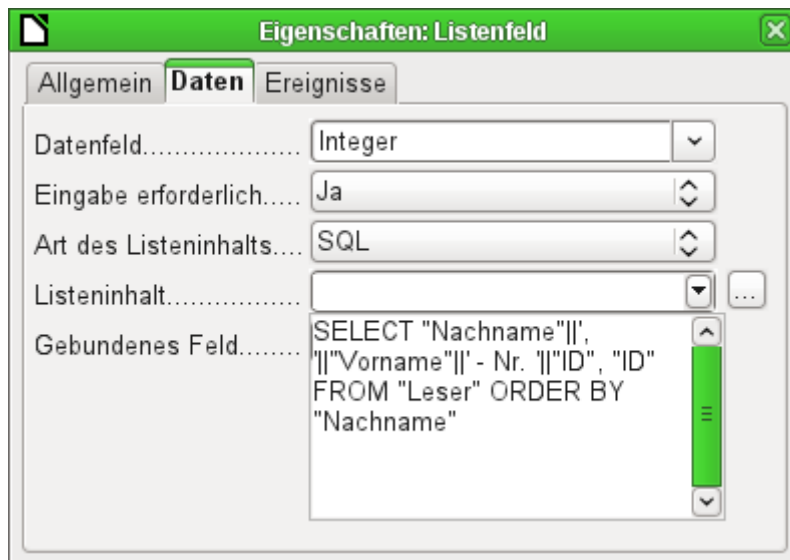 Eigenschaften: Listenfeld
Allgemein Daten Ereignisse
Datenfeld.................... Integer
Eingabe erforderlich..... Ja
Art des Listeninhalts.... SQL
Listeninhalt................. ...
Gebundenes Feld........
SELECT "Nachname"||',
'||"Vorname"||' - Nr. '||"ID", "ID"
FROM "Leser" ORDER BY
"Nachname"